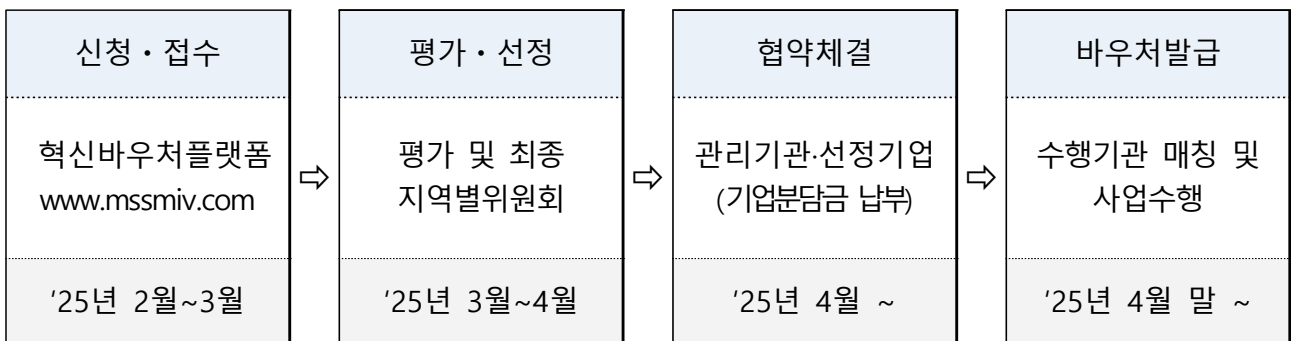 신청・접수
혁신바우처플랫폼
www.mssmiv.com
'25년 2월~3월
⇨
평가・선정
평가 및 최종
지역별위원회
'25년 3월~4월
⇨
협약체결
관리기관·선정기업
(기업분담금 납부)
'25년 4월 ~
⇨
바우처발급
수행기관 매칭 및
사업수행
'25년 4월 말 ~